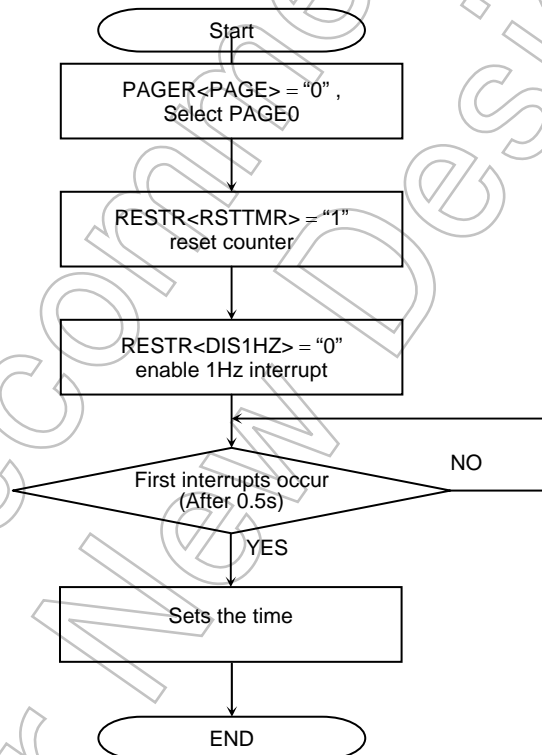 Start
PAGER<PAGE> = “0” ,
Select PAGE0
RESTR<RSTTMR> = “1”
reset counter
RESTR<DIS1HZ> = “0”
enable 1Hz interrupt
First interrupts occur
(After 0.5s)
NO
YES
Sets the time
END